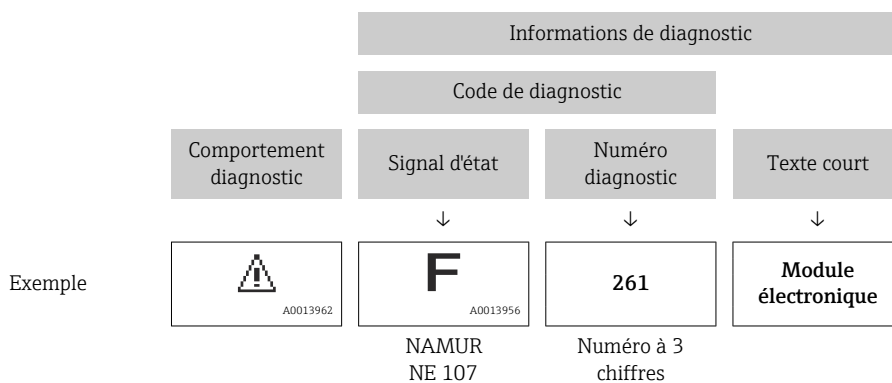 Informations de diagnostic
Code de diagnostic
Comportement
diagnostic
Signal d'état
Numéro
diagnostic
Texte court
↓ ↓ ↓
Exemple
A0013962
F
A0013956
261
Module
électronique
NAMUR
NE 107
Numéro à 3
chiffres